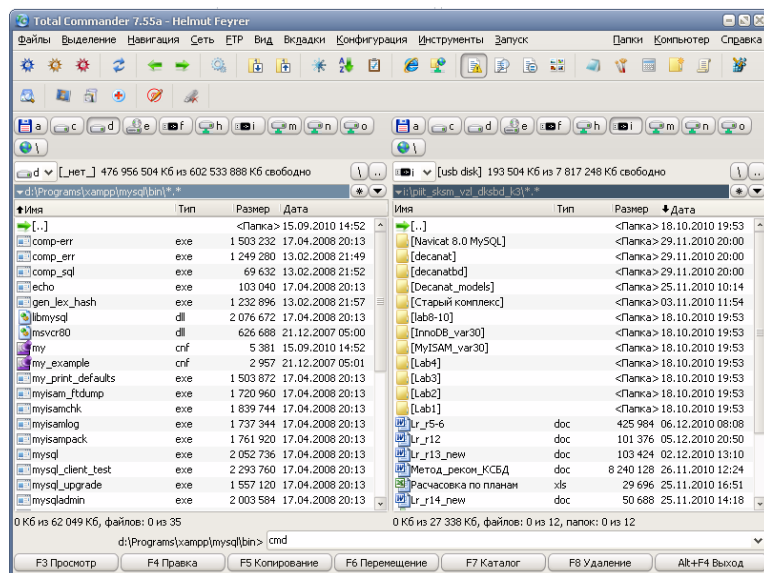 Total Commander 7.55a - Helmut Feyrer
Файлы Выделение Навигация Сеть FTP Вид Вкладки Конфигурация Инструменты Запуск Папки Компьютер Справка
a c d e f h i m n o
\
a c d e f h i m n o
\
d [_нет_] 476 956 504 Кб из 602 533 888 Кб свободно \ ..
i [usb disk] 193 504 Кб из 7 817 248 Кб свободно \ ..
d:\Programs\xampp\mysql\bin\*.* *
i:\piit_sksm_vzl_dksbd_k3\*.* *
Имя Тип Размер Дата
[..] <Папка> 15.09.2010 14:52
comp-err exe 1 503 232 17.04.2008 20:13
comp_err exe 1 249 280 13.02.2008 21:49
comp_sql exe 69 632 13.02.2008 21:52
echo exe 103 040 17.04.2008 20:13
gen_lex_hash exe 1 232 896 13.02.2008 21:57
libmysql dll 2 076 672 17.04.2008 20:13
msvcr80 dll 626 688 21.12.2007 05:00
my cnf 5 381 15.09.2010 14:52
my_example cnf 2 957 21.12.2007 05:01
my_print_defaults exe 1 503 872 17.04.2008 20:13
myisam_ftdump exe 1 720 960 17.04.2008 20:13
myisamchk exe 1 839 744 17.04.2008 20:13
myisamlog exe 1 737 344 17.04.2008 20:13
myisampack exe 1 761 920 17.04.2008 20:13
mysql exe 2 052 736 17.04.2008 20:13
mysql_client_test exe 2 293 760 17.04.2008 20:13
mysql_upgrade exe 1 557 120 17.04.2008 20:13
mysqladmin exe 2 003 584 17.04.2008 20:13
0 Кб из 62 049 Кб, файлов: 0 из 35
Имя Тип Размер Дата
[..] <Папка> 18.10.2010 19:53
[Navicat 8.0 MySQL] <Папка> 29.11.2010 20:00
[decanat] <Папка> 29.11.2010 20:00
[decanatbd] <Папка> 29.11.2010 20:00
[Decanat_models] <Папка> 25.11.2010 10:14
[Старый комплекс] <Папка> 03.11.2010 11:54
[lab8-10] <Папка> 18.10.2010 19:53
[InnoDB_var30] <Папка> 18.10.2010 19:53
[MyISAM_var30] <Папка> 18.10.2010 19:53
[Lab4] <Папка> 18.10.2010 19:53
[Lab3] <Папка> 18.10.2010 19:53
[Lab2] <Папка> 18.10.2010 19:53
[Lab1] <Папка> 18.10.2010 19:53
Lr_r5-6 doc 425 984 06.12.2010 08:08
Lr_r12 doc 101 376 05.12.2010 20:50
Lr_r13_new doc 103 424 02.12.2010 13:10
Метод_реком_КСБД doc 8 240 128 26.11.2010 12:24
Расчасовка по планам xls 29 696 25.11.2010 16:51
Lr_r14_new doc 50 688 25.11.2010 14:18
0 Кб из 27 338 Кб, файлов: 0 из 12, папок: 0 из 12
d:\Programs\xampp\mysql\bin> cmd
F3 Просмотр F4 Правка F5 Копирование F6 Перемещение F7 Каталог F8 Удаление Alt+F4 Выход